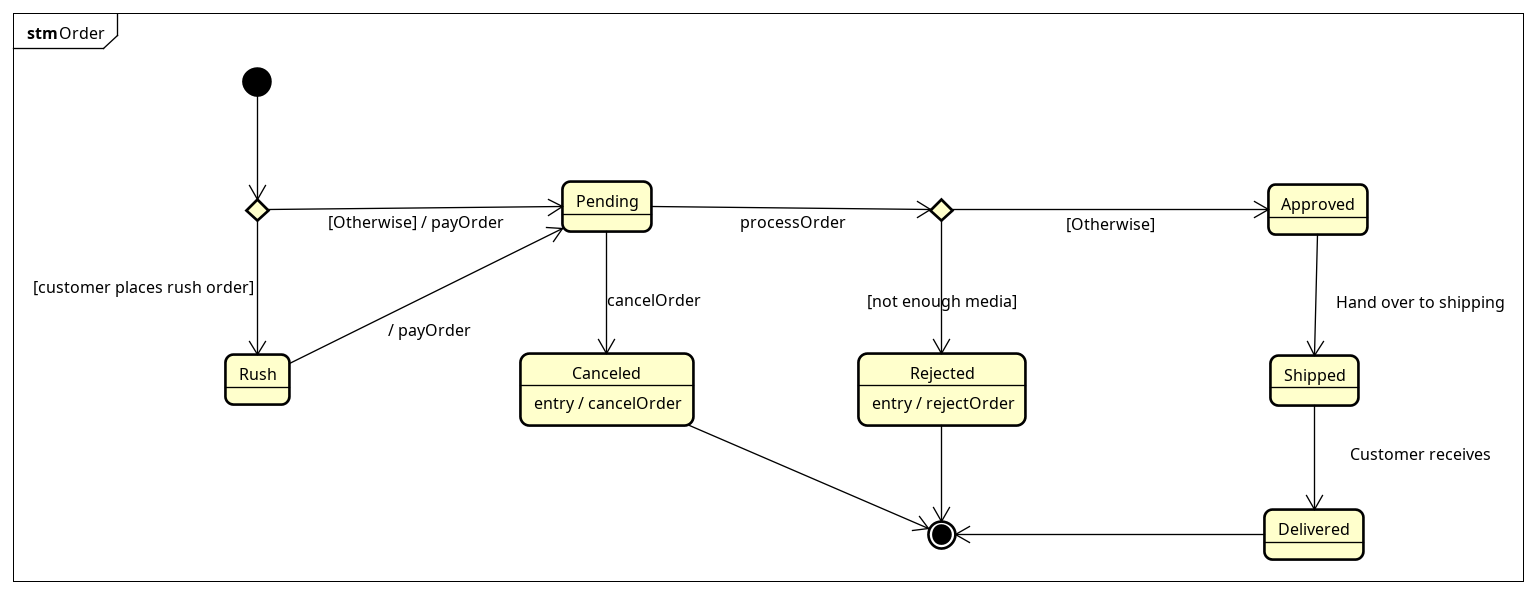 stm Order
Pending
Approved
[Otherwise] / payOrder
processOrder
[Otherwise]
[customer places rush order]
cancelOrder
[not enough media]
Hand over to shipping
/ payOrder
Rush
Canceled
entry / cancelOrder
Rejected
entry / rejectOrder
Shipped
Customer receives
Delivered